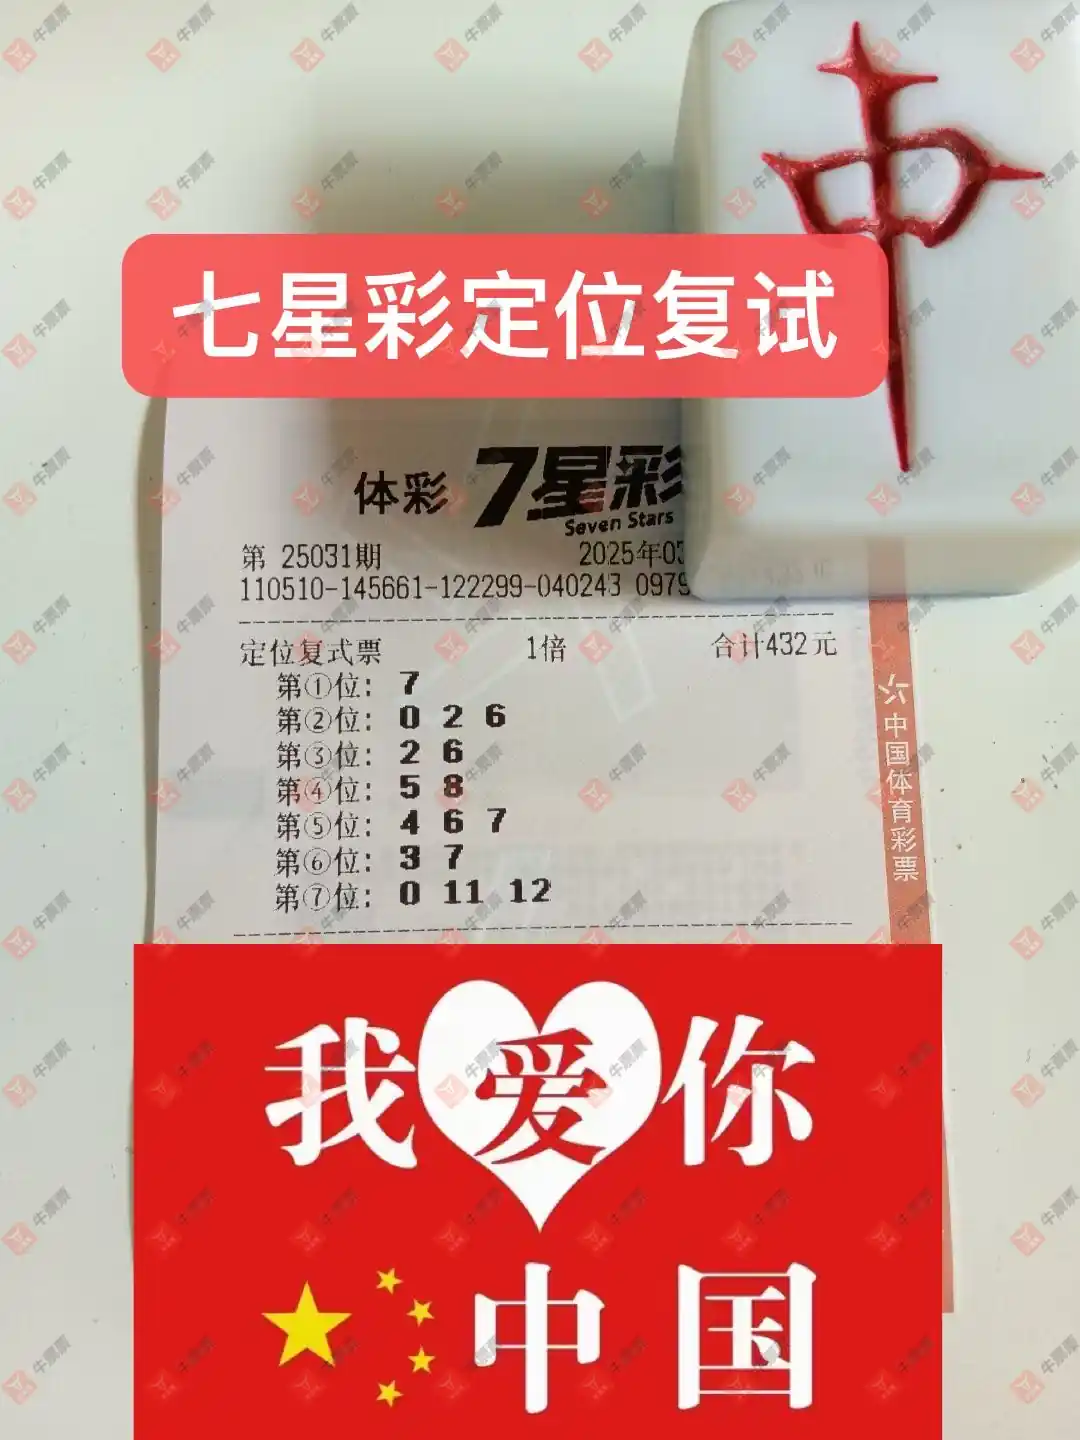 中
七星彩定位复试
体彩 7星彩
Seven Stars
第 25031期 2025年03
110510-145661-122299-040243 0979
定位复式票 1倍 合计432元
第①位: 7
第②位: 0 2 6
第③位: 2 6
第④位: 5 8
第⑤位: 4 6 7
第⑥位: 3 7
第⑦位: 0 11 12
中国体育彩票
我爱你
中国
牛票票